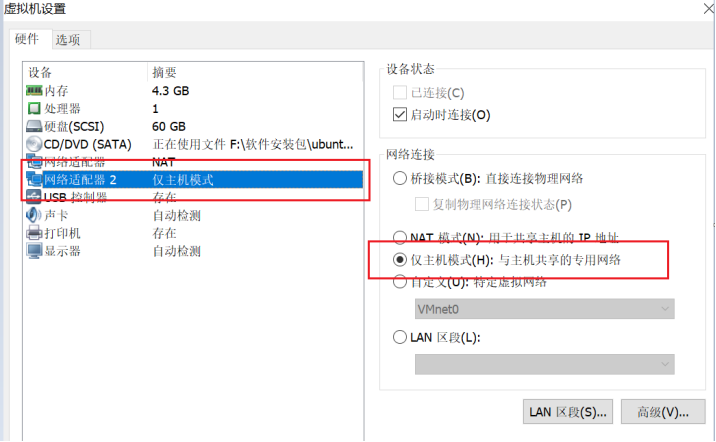 虚拟机设置
硬件 选项
设备 摘要
内存 4.3 GB
处理器 1
硬盘(SCSI) 60 GB
CD/DVD (SATA) 正在使用文件 F:\软件安装包\ubunt...
网络适配器 NAT
网络适配器 2 仅主机模式
USB 控制器 存在
声卡 自动检测
打印机 存在
显示器 自动检测
设备状态
已连接(C)
启动时连接(O)
网络连接
桥接模式(B): 直接连接物理网络
复制物理网络连接状态(P)
NAT 模式(N): 用于共享主机的 IP 地址
仅主机模式(H): 与主机共享的专用网络
自定义(U): 特定虚拟网络
VMnet0
LAN 区段(L):
LAN 区段(S)... 高级(V)...